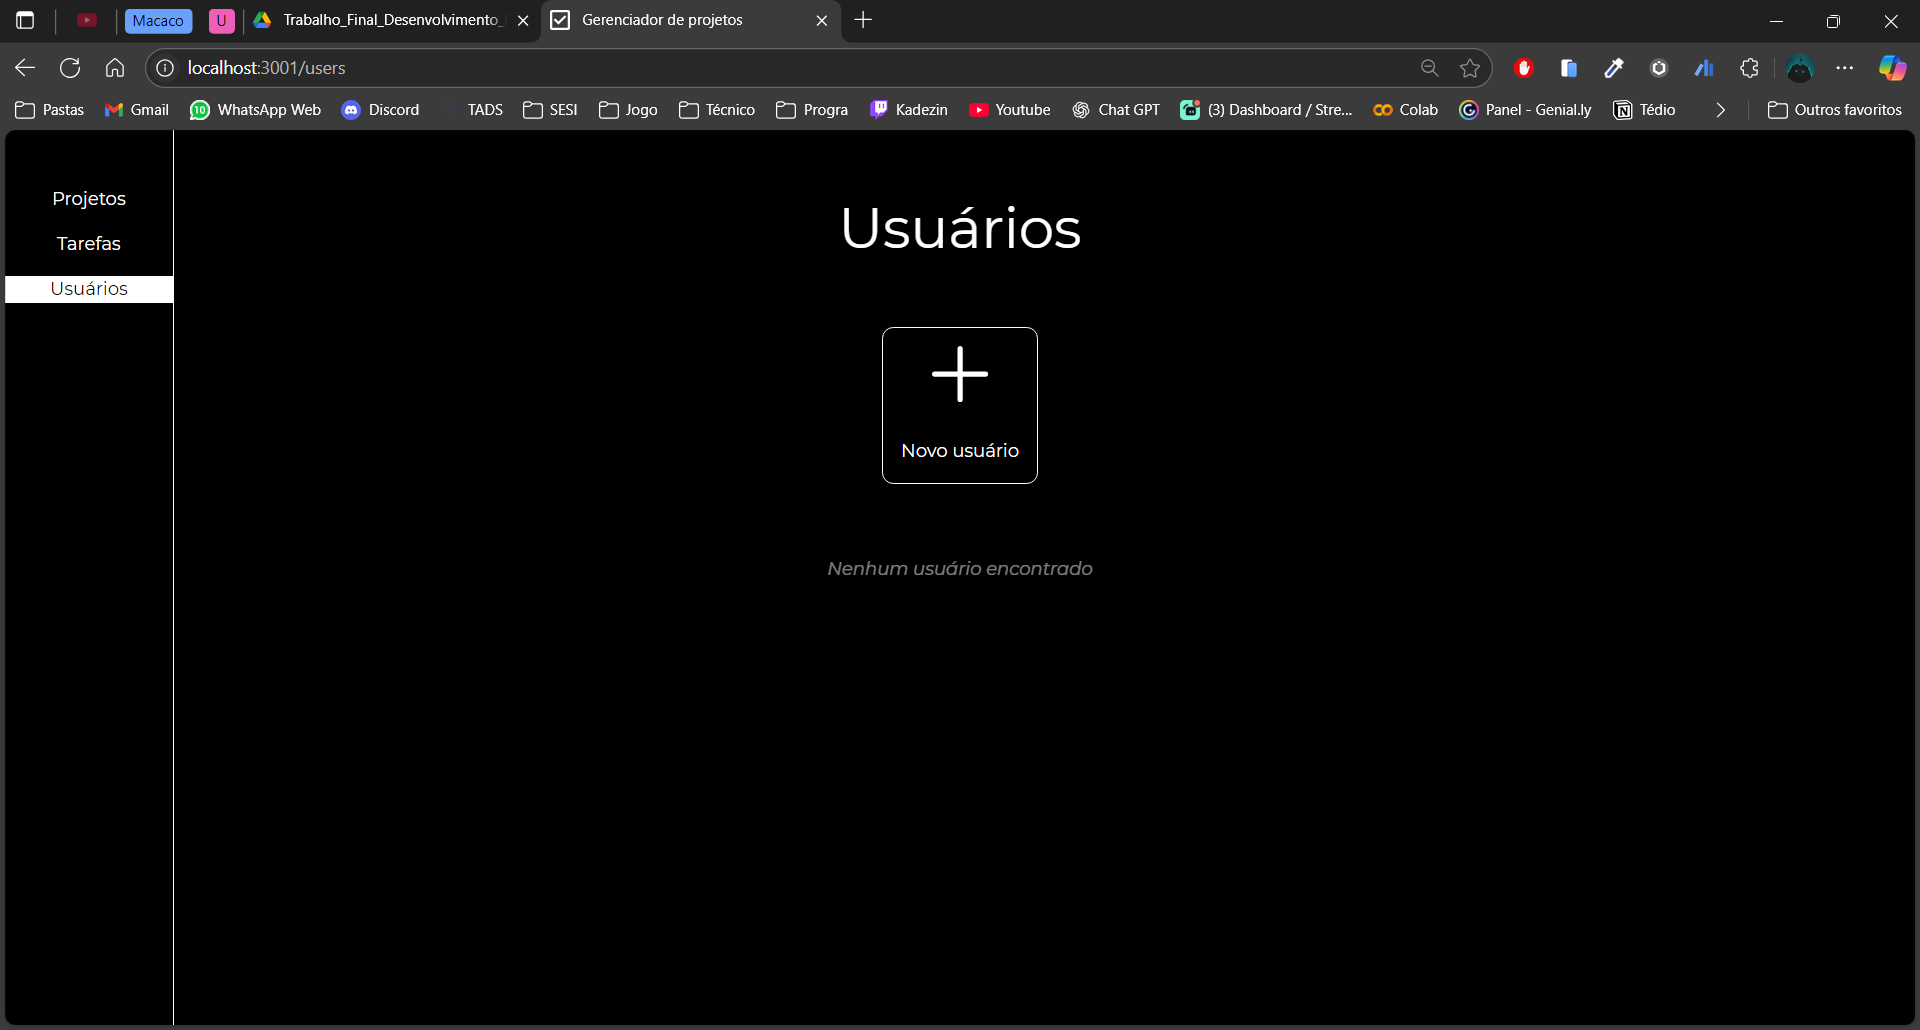 Macaco
U
Trabalho_Final_Desenvolvimento_
Gerenciador de projetos
localhost:3001/users
Pastas
Gmail
10
WhatsApp Web
Discord
TADS
SESI
Jogo
Técnico
Progra
Kadezin
Youtube
Chat GPT
(3) Dashboard / Stre...
Colab
Panel - Genial.ly
Tédio
Outros favoritos
Projetos
Tarefas
Usuários
Usuários
Novo usuário
Nenhum usuário encontrado